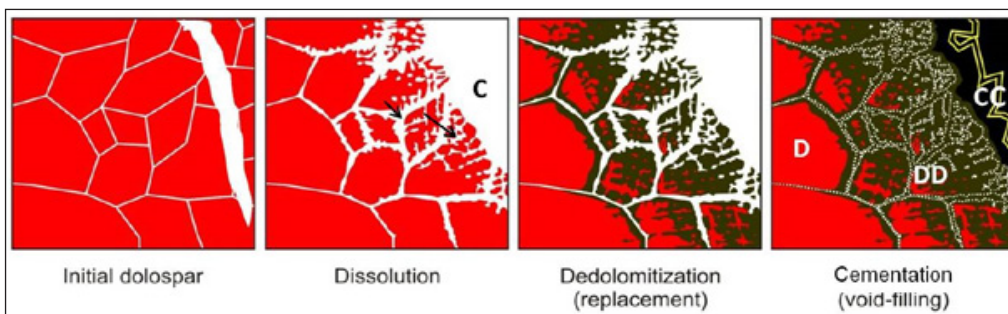 C
CC
D
DD
Initial dolospar
Dissolution
Dedolomitization
(replacement)
Cementation
(void-filling)